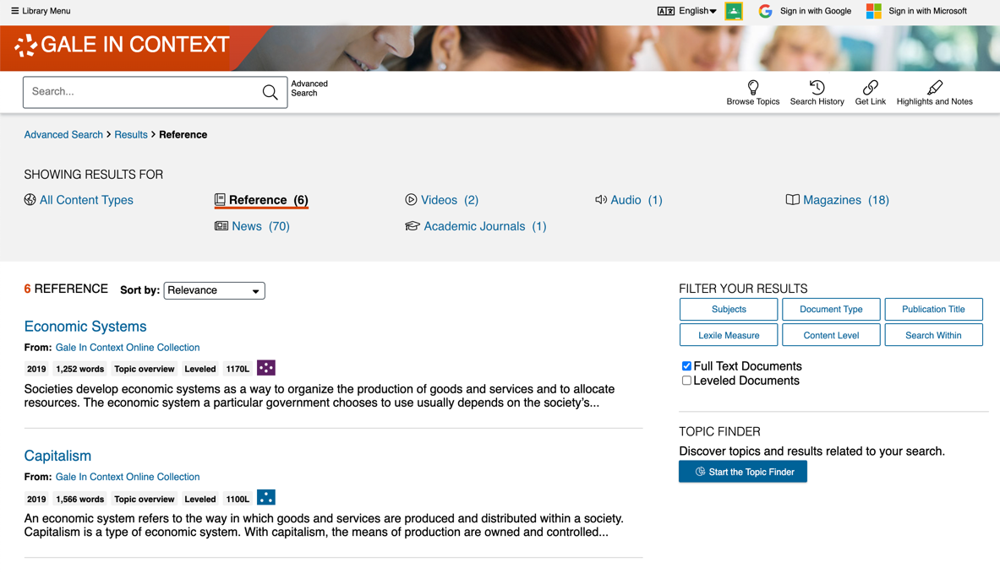 Library Menu
English
Sign in with Google
Sign in with Microsoft
GALE IN CONTEXT
Search...
Advanced
Search
Browse Topics
Search History
Get Link
Highlights and Notes
Advanced Search > Results > Reference
SHOWING RESULTS FOR
All Content Types
Reference (6)
Videos (2)
Audio (1)
Magazines (18)
News (70)
Academic Journals (1)
6 REFERENCE
Sort by: Relevance
Economic Systems
From: Gale In Context Online Collection
2019 1,252 words Topic overview Leveled 1170L
Societies develop economic systems as a way to organize the production of goods and services and to allocate
resources. The economic system a particular government chooses to use usually depends on the society's...
Capitalism
From: Gale In Context Online Collection
2019 1,566 words Topic overview Leveled 1100L
An economic system refers to the way in which goods and services are produced and distributed within a society.
Capitalism is a type of economic system. With capitalism, the means of production are owned and controlled...
FILTER YOUR RESULTS
Subjects
Document Type
Publication Title
Lexile Measure
Content Level
Search Within
Full Text Documents
Leveled Documents
TOPIC FINDER
Discover topics and results related to your search.
Start the Topic Finder